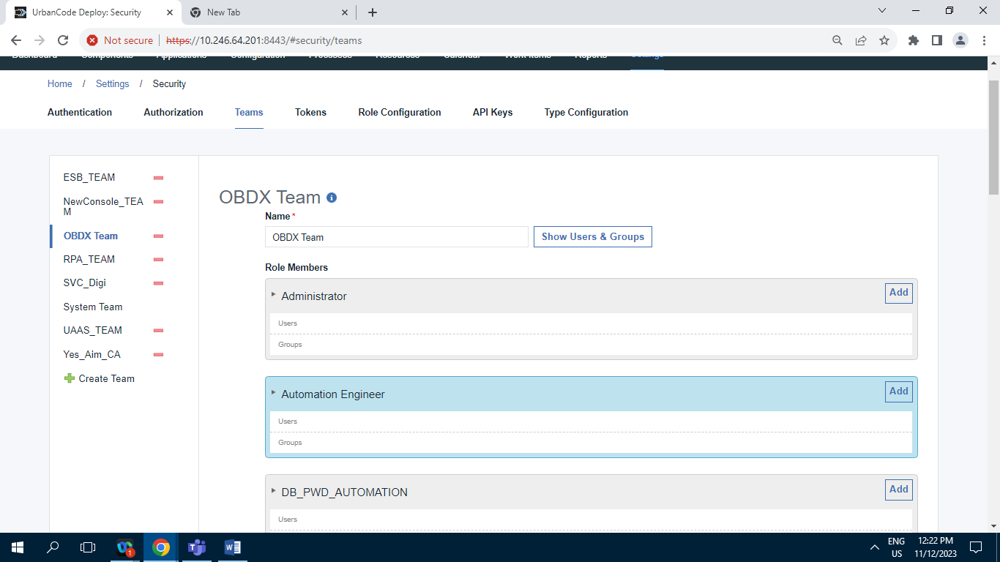 UrbanCode Deploy: Security
New Tab
Not secure
https://10.246.64.201:8443/#security/teams
Dashboard Components Applications Configuration Processes Resources Calendar Work Items Reports Settings
Home / Settings / Security
Authentication Authorization Teams Tokens Role Configuration API Keys Type Configuration
ESB_TEAM
NewConsole_TEA
M
OBDX Team
RPA_TEAM
SVC_Digi
System Team
UAAS_TEAM
Yes_Aim_CA
Create Team
OBDX Team
Name *
OBDX Team
Show Users & Groups
Role Members
Administrator
Add
Users
Groups
Automation Engineer
Add
Users
Groups
DB_PWD_AUTOMATION
Add
Users
1
ENG
US
12:22 PM
11/12/2023